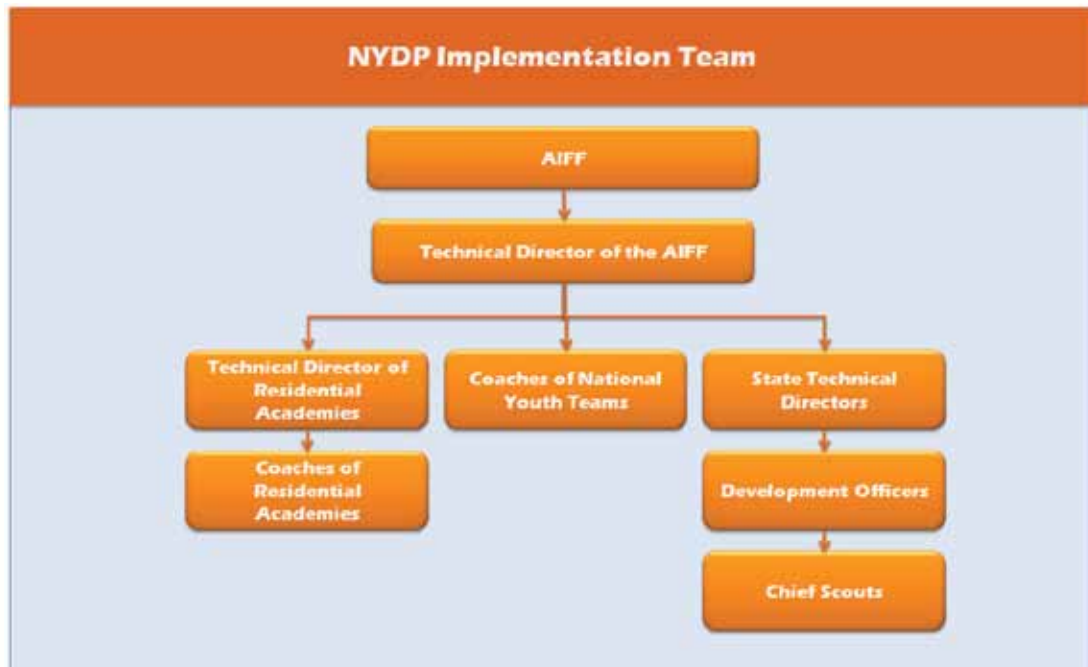 NYDP Implementation Team
AIFF
Technical Director of the AIFF
Technical Director of
Residential
Academies
Coaches of National
Youth Teams
State Technical
Directors
Coaches of
Residential
Academies
Development Officers
Chief Scouts